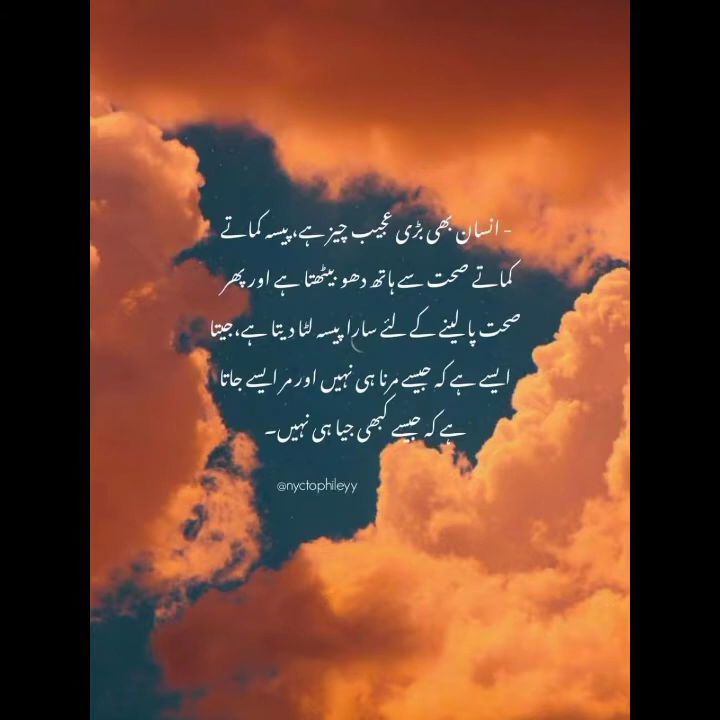 - انسان بھی بڑی عجیب چیز ہے، پیسہ کماتے
کماتے صحت سے ہاتھ دھو بیٹھتا ہے اور پھر
صحت پا لینے کے لئے سارا پیسہ لٹا دیتا ہے، جیتا
ایسے ہے کہ جیسے مرنا ہی نہیں اور مر ایسے جاتا
ہے کہ جیسے کبھی جیا ہی نہیں۔
@nyctophileyy